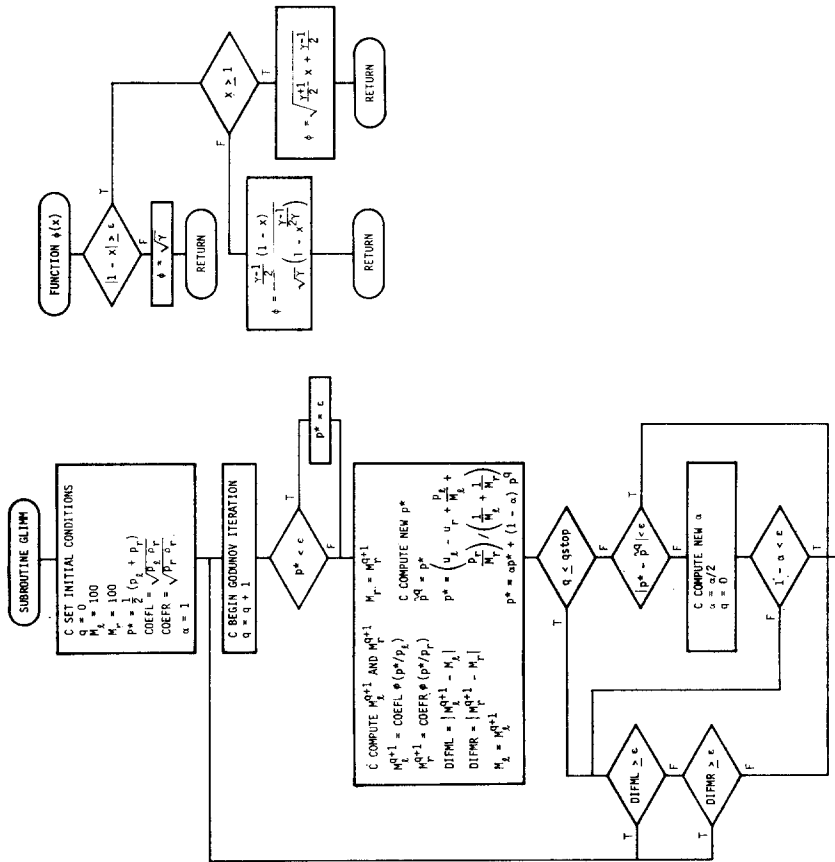 SUBROUTINE GLIMM
C SET INITIAL CONDITIONS
q = 0
M_ℓ = 100
M_r = 100
p* = 1/2 (p_ℓ + p_r)
COEFL = √(p_ℓ ρ_ℓ)
COEFR = √(p_r ρ_r)
α = 1
C BEGIN GODUNOV ITERATION
q = q + 1
p* < ε
T
F
p* = ε
C COMPUTE M_ℓ^{q+1} AND M_r^{q+1}
M_ℓ^{q+1} = COEFL ϕ(p*/p_ℓ)
M_r^{q+1} = COEFR ϕ(p*/p_r)
DIFML = |M_ℓ^{q+1} - M_ℓ|
DIFMR = |M_r^{q+1} - M_r|
M_ℓ = M_ℓ^{q+1}
M_r = M_r^{q+1}
C COMPUTE NEW p*
p^q = p*
p* = (u_ℓ - u_r + p_ℓ/M_ℓ +
p_r/M_r)/(1/M_ℓ + 1/M_r)
p* = αp* + (1 - α) p^q
q ≤ qstop
T
F
|p* - p^q| < ε
T
F
C COMPUTE NEW α
α = α/2
q = 0
1 - α < ε
F
T
DIFML ≥ ε
T
F
DIFMR ≥ ε
T
F
FUNCTION ϕ(x)
|1 - x| ≥ ε
T
F
ϕ = √γ
RETURN
x ≥ 1
F
T
ϕ = (γ-1)/2 (1 - x) / √γ (1 - x^{(γ-1)/2γ})
RETURN
ϕ = √((γ+1)/2 x + (γ-1)/2)
RETURN